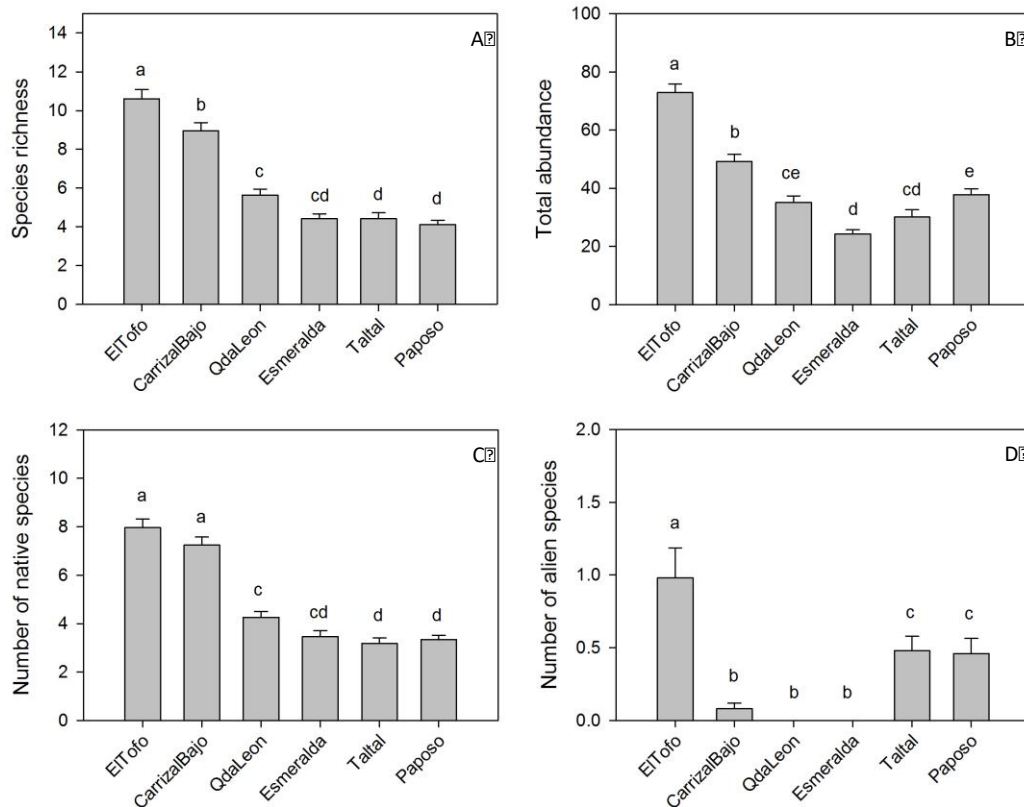 A
Species richness
14
12
10
8
6
4
2
0
a
b
c
cd
d
d
ElTofo
CarrizalBajo
QdaLeon
Esmeralda
Taltal
Paposo
B
Total abundance
100
80
60
40
20
0
a
b
ce
d
cd
e
ElTofo
CarrizalBajo
QdaLeon
Esmeralda
Taltal
Paposo
C
Number of native species
12
10
8
6
4
2
0
a
a
c
cd
d
d
ElTofo
CarrizalBajo
QdaLeon
Esmeralda
Taltal
Paposo
D
Number of alien species
2.0
1.5
1.0
0.5
0.0
a
b
b
b
c
c
ElTofo
CarrizalBajo
QdaLeon
Esmeralda
Taltal
Paposo